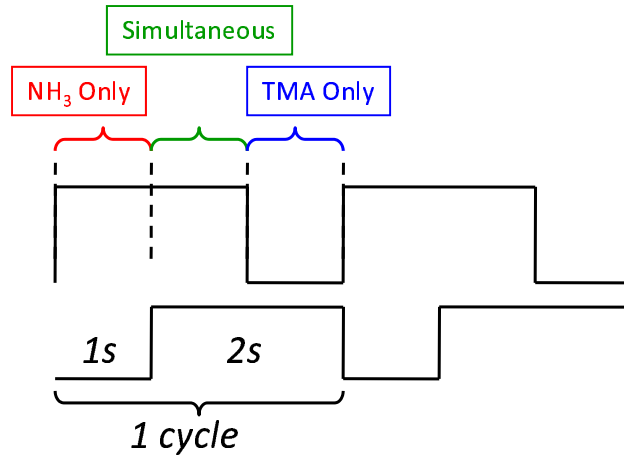 Simultaneous
NH₃ Only
TMA Only
1s
2s
1 cycle